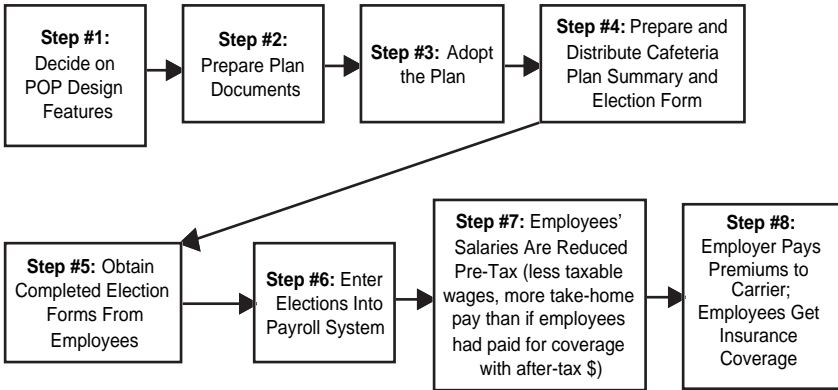 Step #1:
Decide on
POP Design
Features
Step #2:
Prepare Plan
Documents
Step #3: Adopt
the Plan
Step #4: Prepare and
Distribute Cafeteria
Plan Summary and
Election Form
Step #5: Obtain
Completed Election
Forms From
Employees
Step #6: Enter
Elections Into
Payroll System
Step #7: Employees’
Salaries Are Reduced
Pre-Tax (less taxable
wages, more take-home
pay than if employees
had paid for coverage
with after-tax $)
Step #8:
Employer Pays
Premiums to
Carrier;
Employees Get
Insurance
Coverage